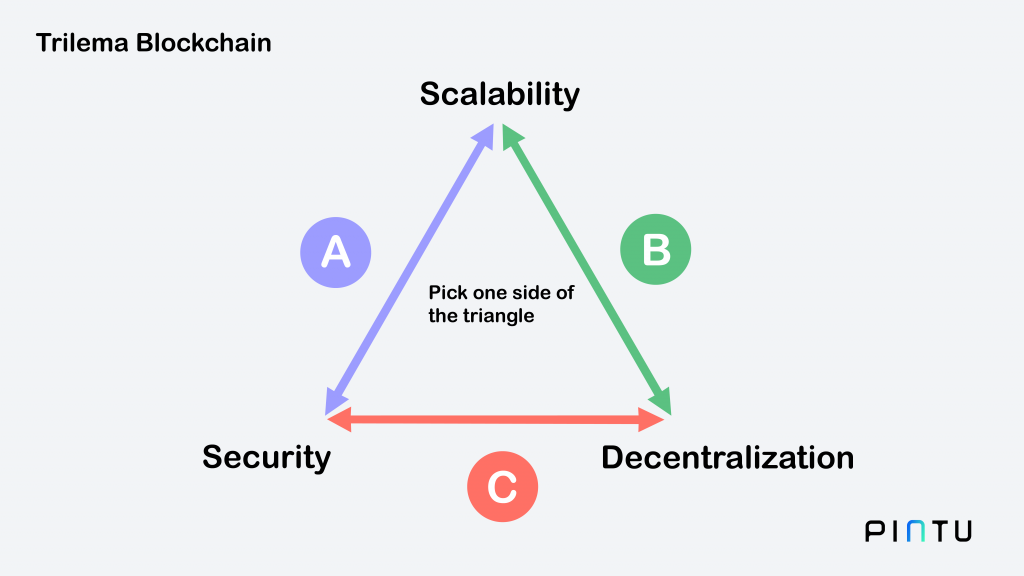 Trilema Blockchain
Scalability
A
B
Pick one side of
the triangle
Security
Decentralization
C
PINTU